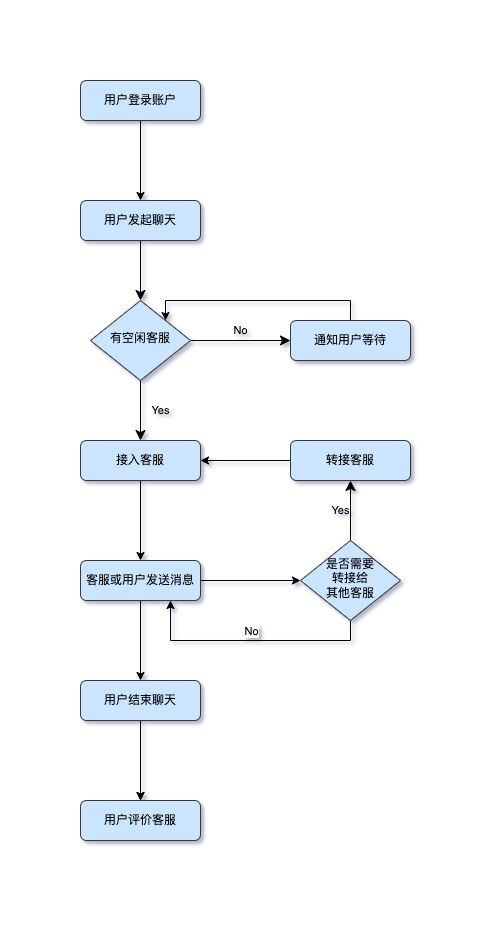 用户登录账户
用户发起聊天
有空闲客服
No
通知用户等待
Yes
接入客服
转接客服
Yes
客服或用户发送消息
是否需要
转接给
其他客服
No
用户结束聊天
用户评价客服